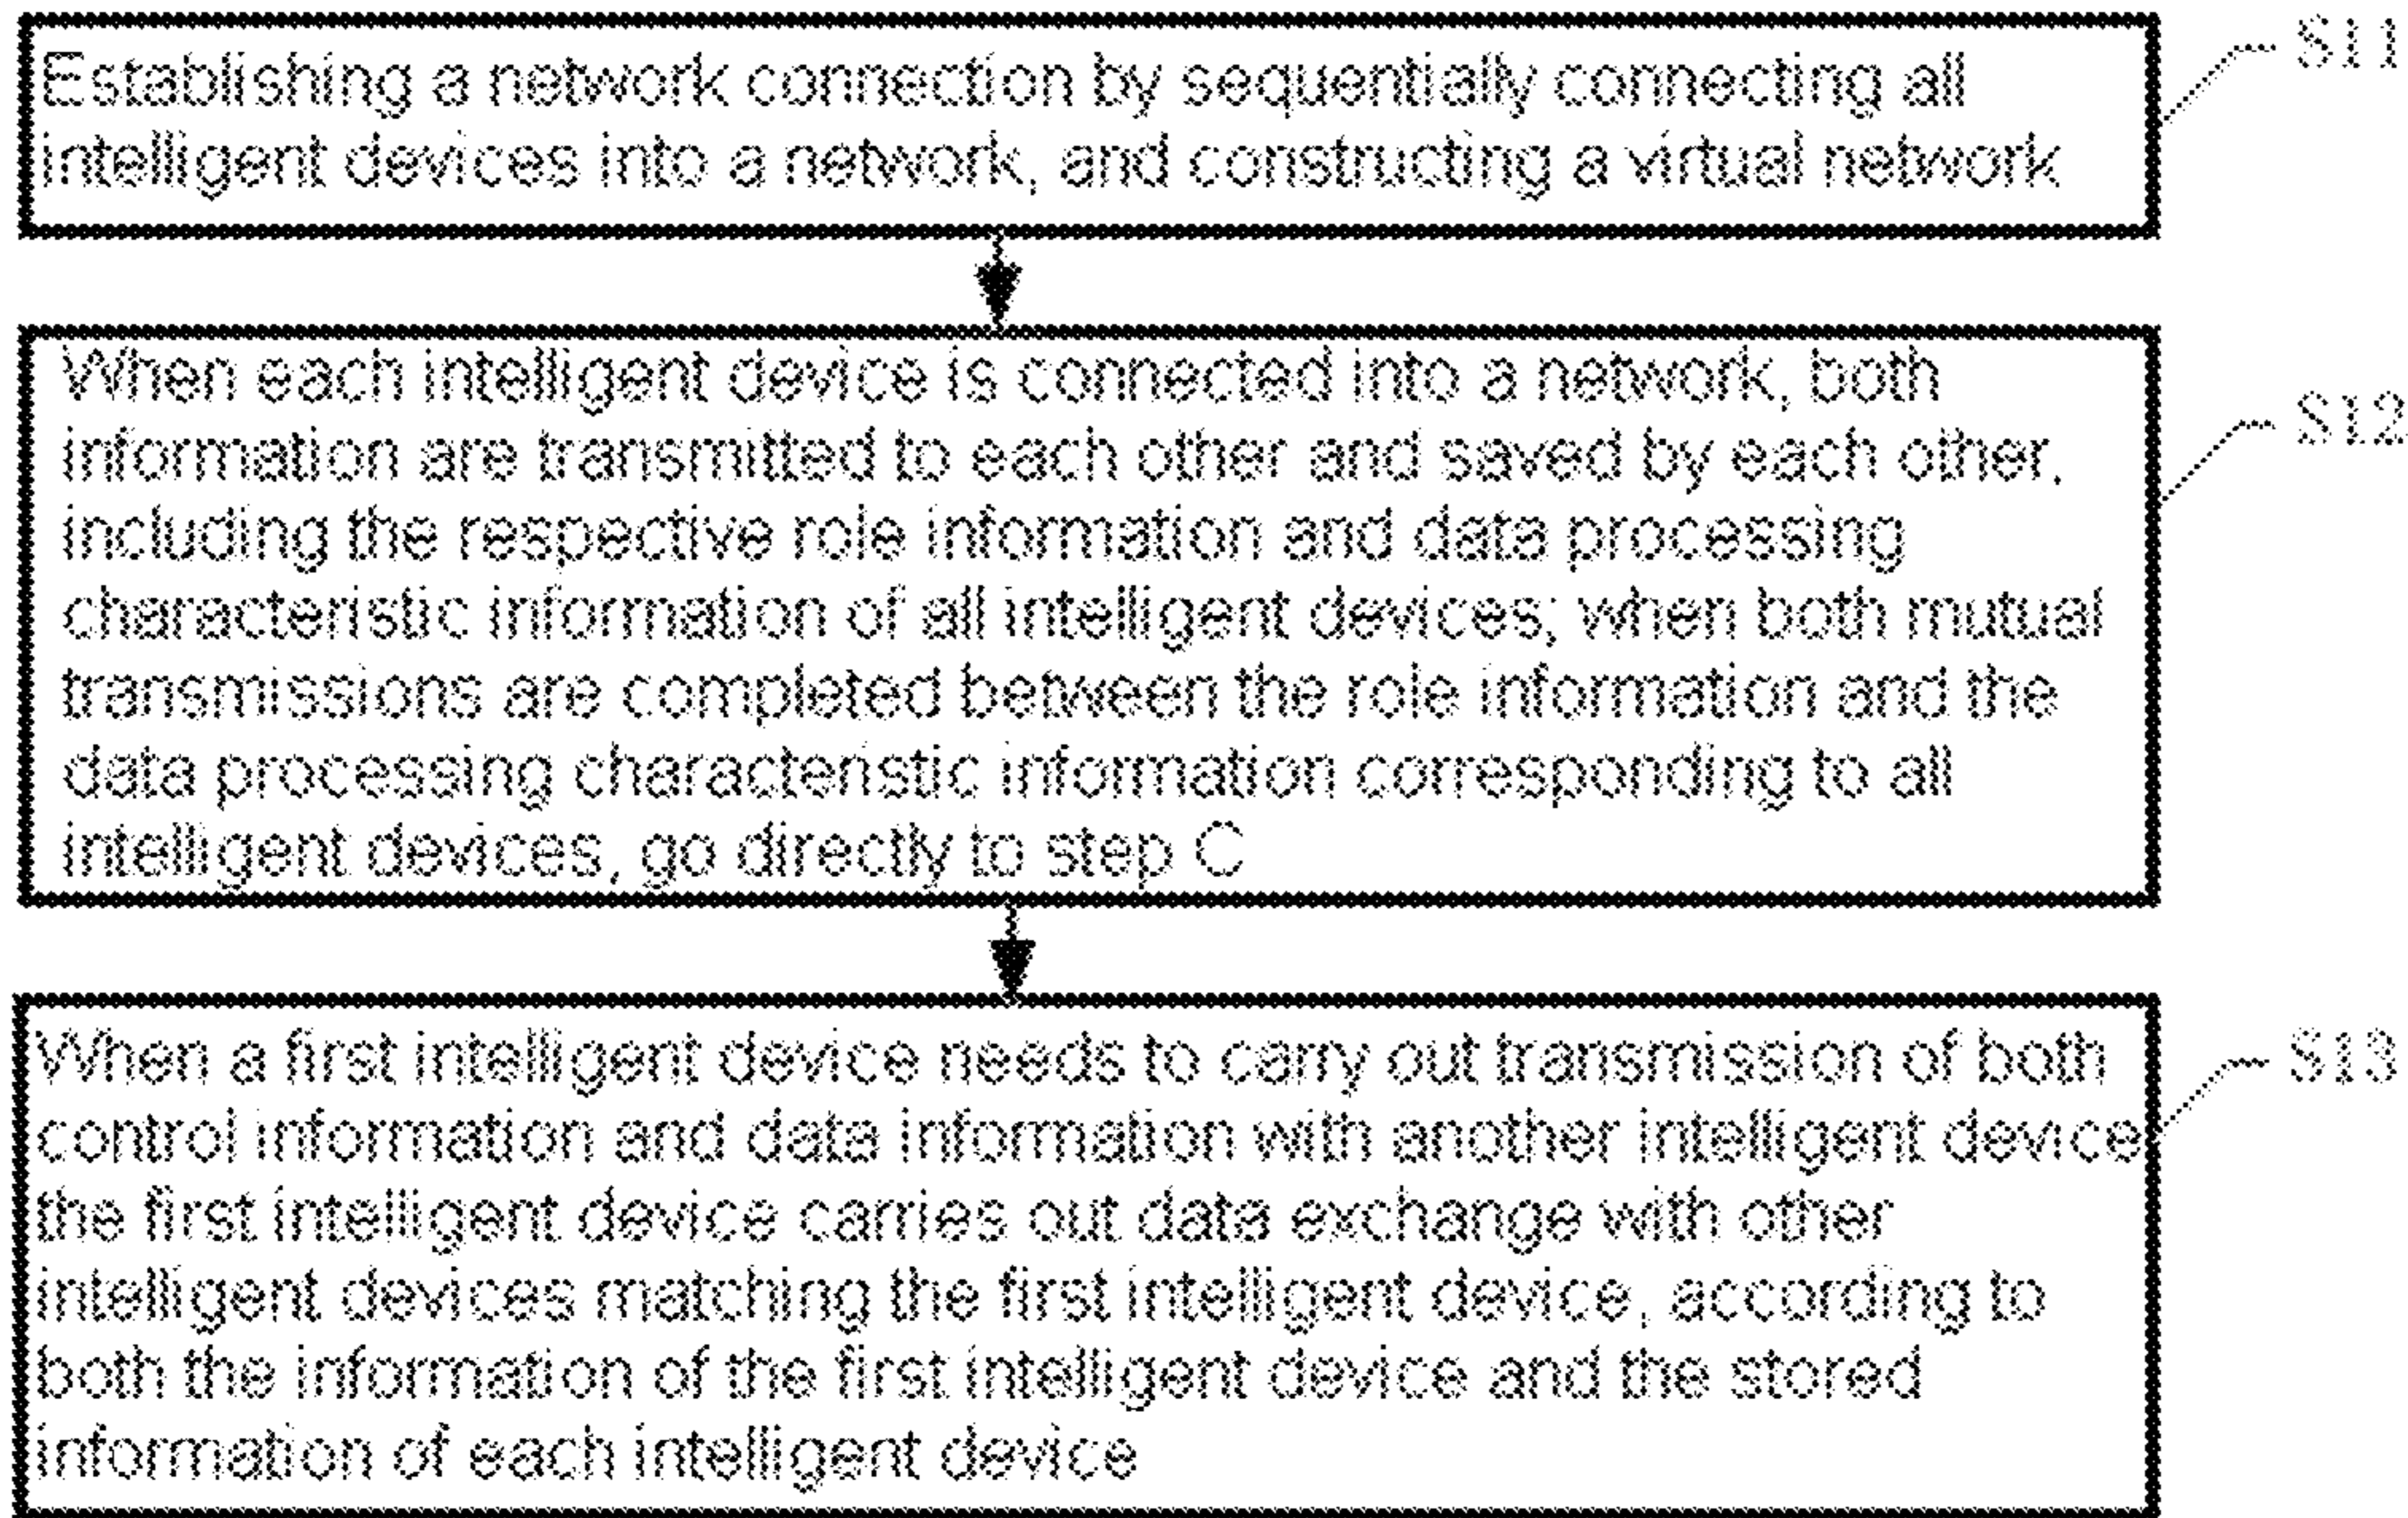 Establishing a network connection by sequentially connecting all
S11
intelligent devices into a network, and constructing a virtual network
When each intelligent device is connected into a network, both
S12
information are transmitted to each other and saved by each other,
including the respective role information and data processing
characteristic information of all intelligent devices; when both mutual
transmissions are completed between the role information and the
data processing characteristic information corresponding to all
intelligent devices, go directly to step C
When a first intelligent device needs to carry out transmission of both
S13
control information and data information with another intelligent device
the first intelligent device carries out data exchange with other
intelligent devices matching the first intelligent device, according to
both the information of the first intelligent device and the stored
information of each intelligent device